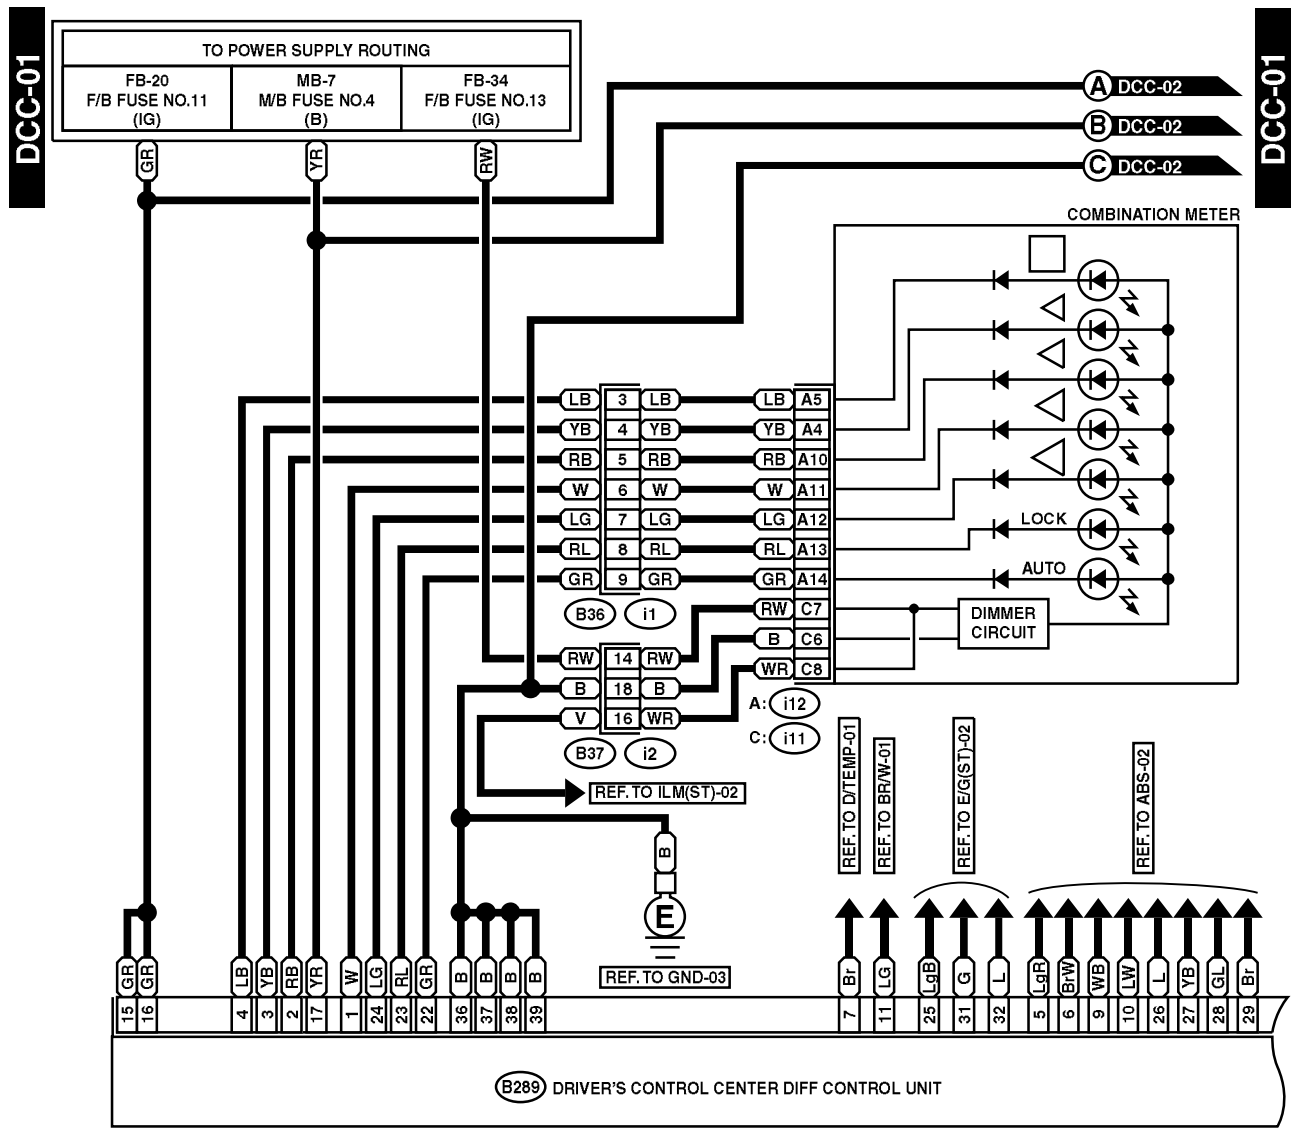 DCC-01
DCC-01
TO POWER SUPPLY ROUTING
FB-20
F/B FUSE NO.11
(IG)
MB-7
M/B FUSE NO.4
(B)
FB-34
F/B FUSE NO.13
(IG)
GR
YR
RW
A DCC-02
B DCC-02
C DCC-02
COMBINATION METER
LB 3 LB LB A5
YB 4 YB YB A4
RB 5 RB RB A10
W 6 W W A11
LG 7 LG LG A12
RL 8 RL RL A13
GR 9 GR GR A14
LOCK
AUTO
B36 i1
RW C7
B C6
WR C8
DIMMER
CIRCUIT
RW 14 RW
B 18 B
V 16 WR
B37 i2
A: i12
C: i11
REF. TO ILM(ST)-02
B
E
REF. TO GND-03
REF. TO D/TEMP-01
REF. TO BR/W-01
REF. TO E/G(ST)-02
REF. TO ABS-02
GR GR LB YB RB YR W LG RL GR B B B B Br LG LgB G L LgR BrW WB LW L YB GL Br
15 16 4 3 2 17 1 24 23 22 36 37 38 39 7 11 25 31 32 5 6 9 10 26 27 28 29
B289 DRIVER'S CONTROL CENTER DIFF CONTROL UNIT